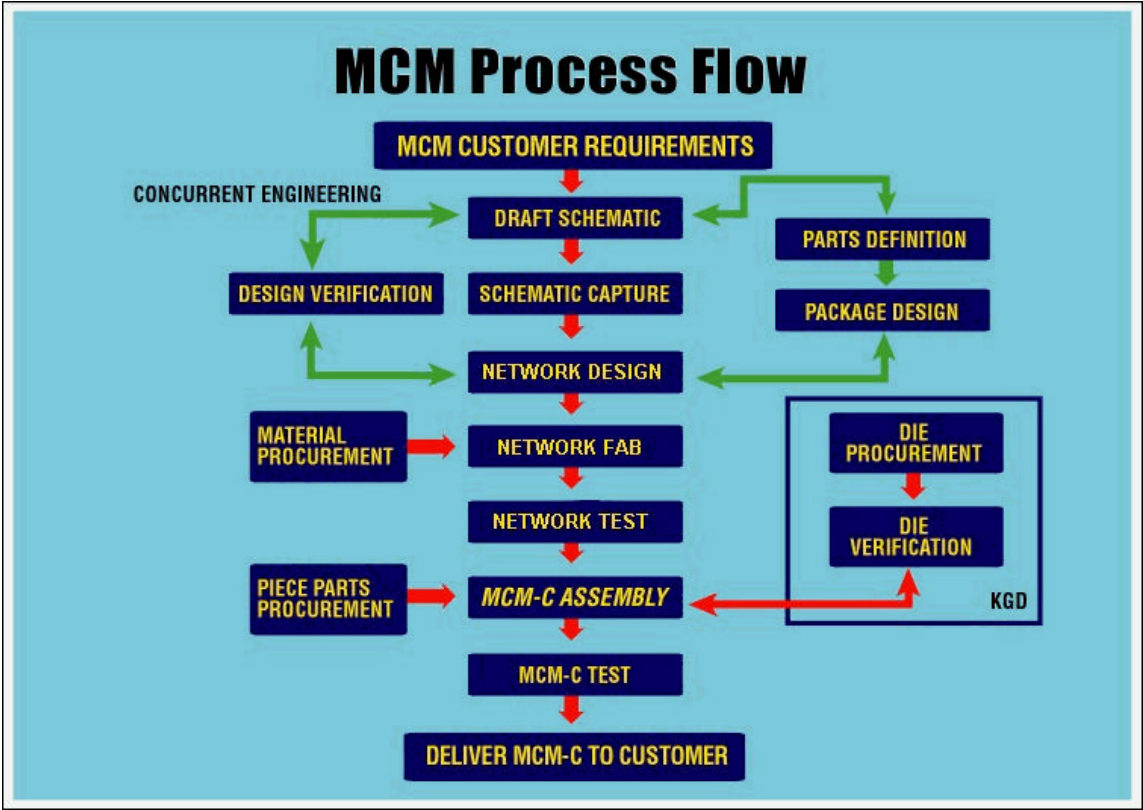 MCM Process Flow
MCM CUSTOMER REQUIREMENTS
CONCURRENT ENGINEERING
DRAFT SCHEMATIC
PARTS DEFINITION
DESIGN VERIFICATION
SCHEMATIC CAPTURE
PACKAGE DESIGN
NETWORK DESIGN
MATERIAL
PROCUREMENT
NETWORK FAB
DIE
PROCUREMENT
NETWORK TEST
DIE
VERIFICATION
PIECE PARTS
PROCUREMENT
MCM-C ASSEMBLY
KGD
MCM-C TEST
DELIVER MCM-C TO CUSTOMER